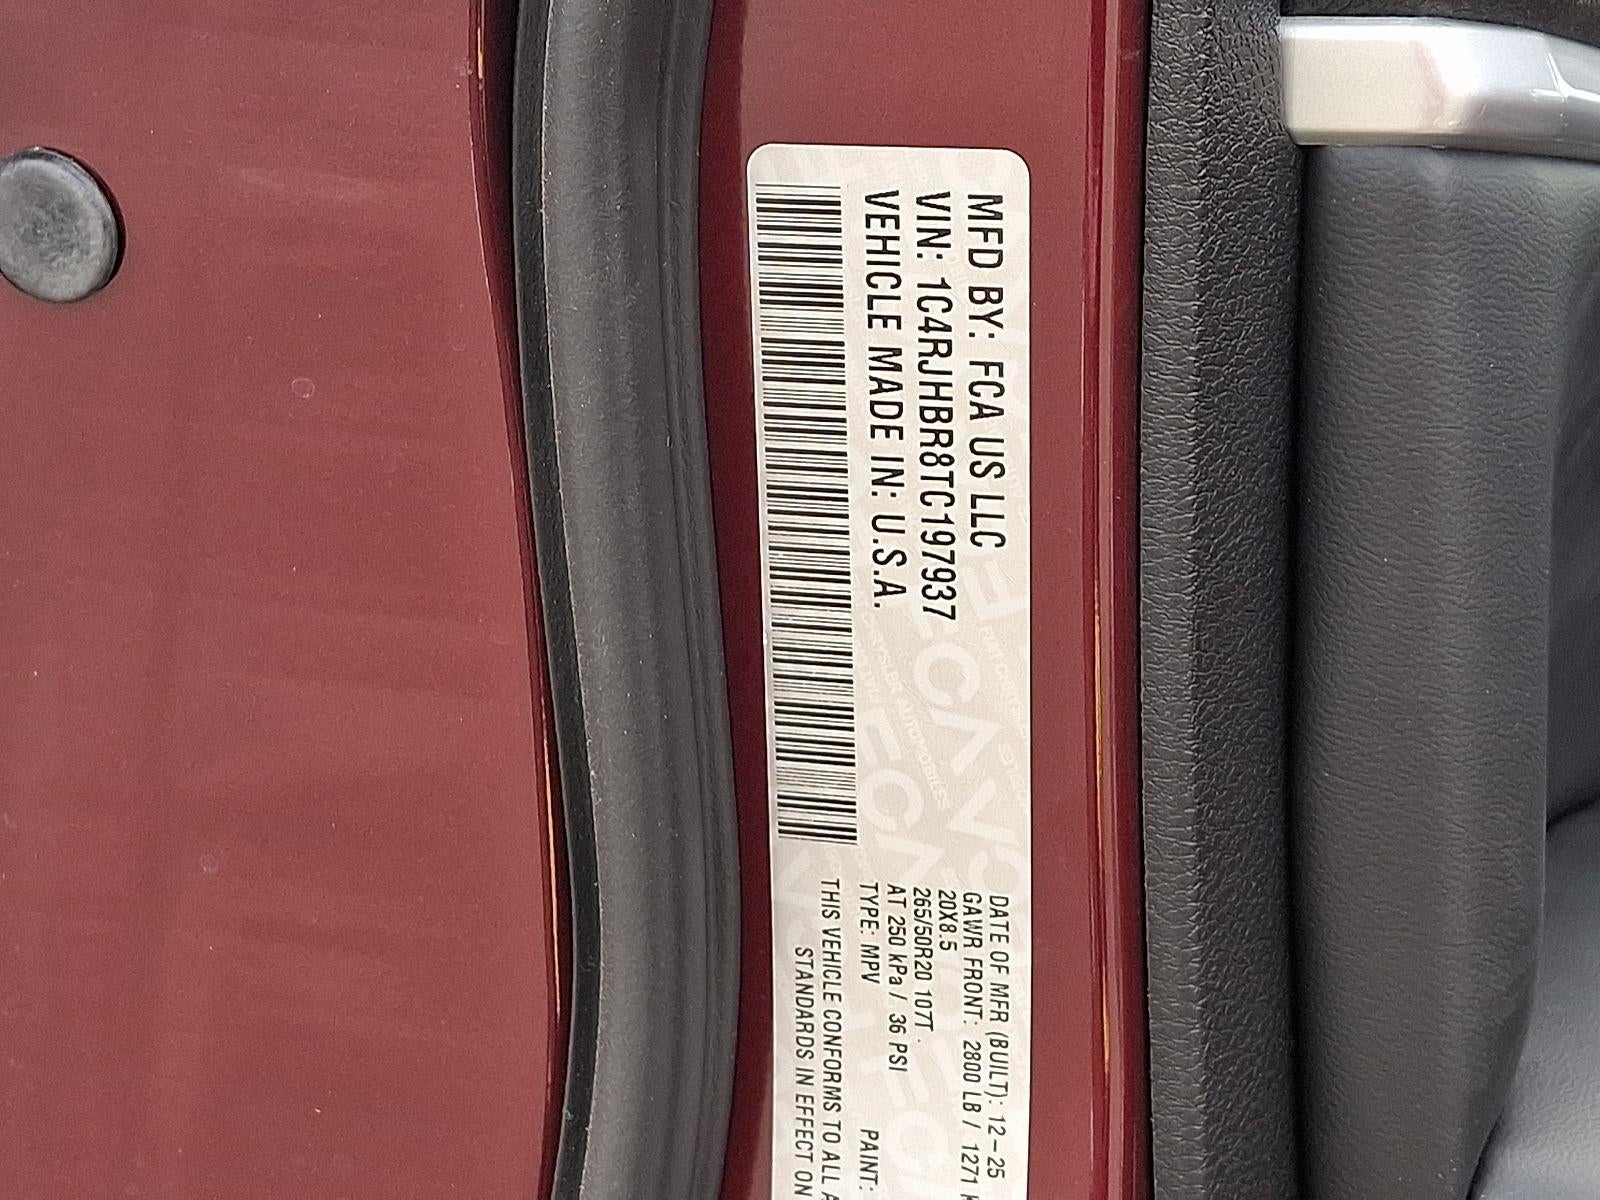 MFD BY: FCA US LLC
VIN: 1C4RJHBR8TC197937
VEHICLE MADE IN: U.S.A.
DATE OF MFR (BUILT): 12-25
GAWR FRONT: 2800 LB / 1271
20X8.5
265/50R20 107T
AT 250 kPa / 36 PSI
TYPE: MPV PAINT:
THIS VEHICLE CONFORMS TO ALL
STANDARDS IN EFFECT ON